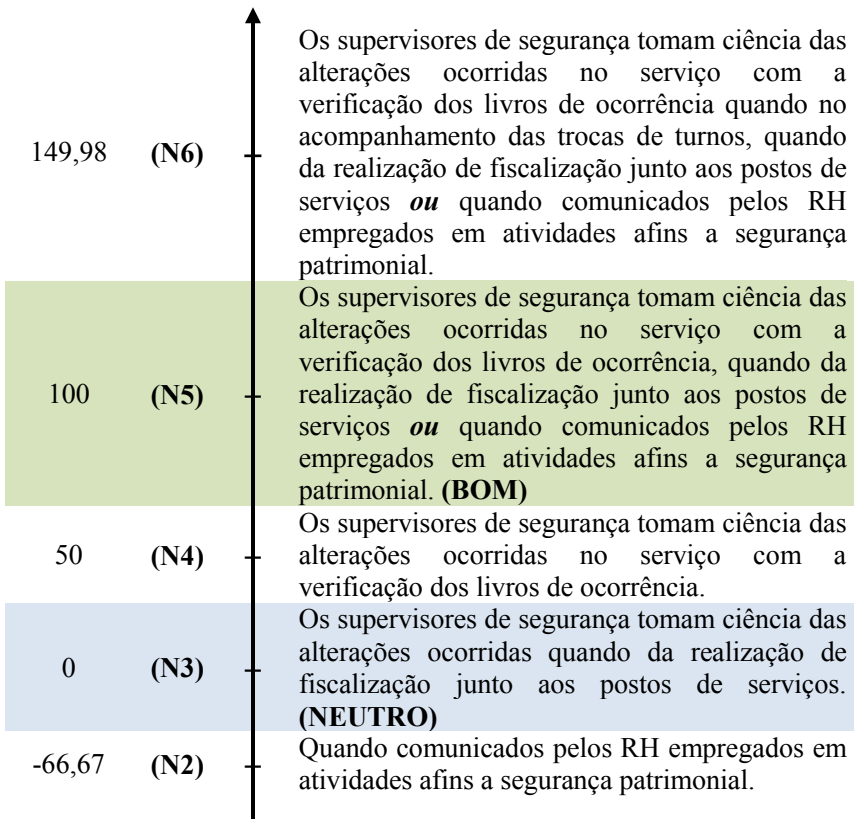 Os supervisores de segurança tomam ciência das
alterações ocorridas no serviço com a
verificação dos livros de ocorrência quando no
acompanhamento das trocas de turnos, quando
149,98 (N6)
da realização de fiscalização junto aos postos de
serviços ou quando comunicados pelos RH
empregados em atividades afins a segurança
patrimonial.
Os supervisores de segurança tomam ciência das
alterações ocorridas no serviço com a
verificação dos livros de ocorrência, quando da
100 (N5)
realização de fiscalização junto aos postos de
serviços ou quando comunicados pelos RH
empregados em atividades afins a segurança
patrimonial. (BOM)
Os supervisores de segurança tomam ciência das
50 (N4)
alterações ocorridas no serviço com a
verificação dos livros de ocorrência.
Os supervisores de segurança tomam ciência das
alterações ocorridas quando da realização de
0 (N3)
fiscalização junto aos postos de serviços.
(NEUTRO)
-66,67 (N2)
Quando comunicados pelos RH empregados em
atividades afins a segurança patrimonial.